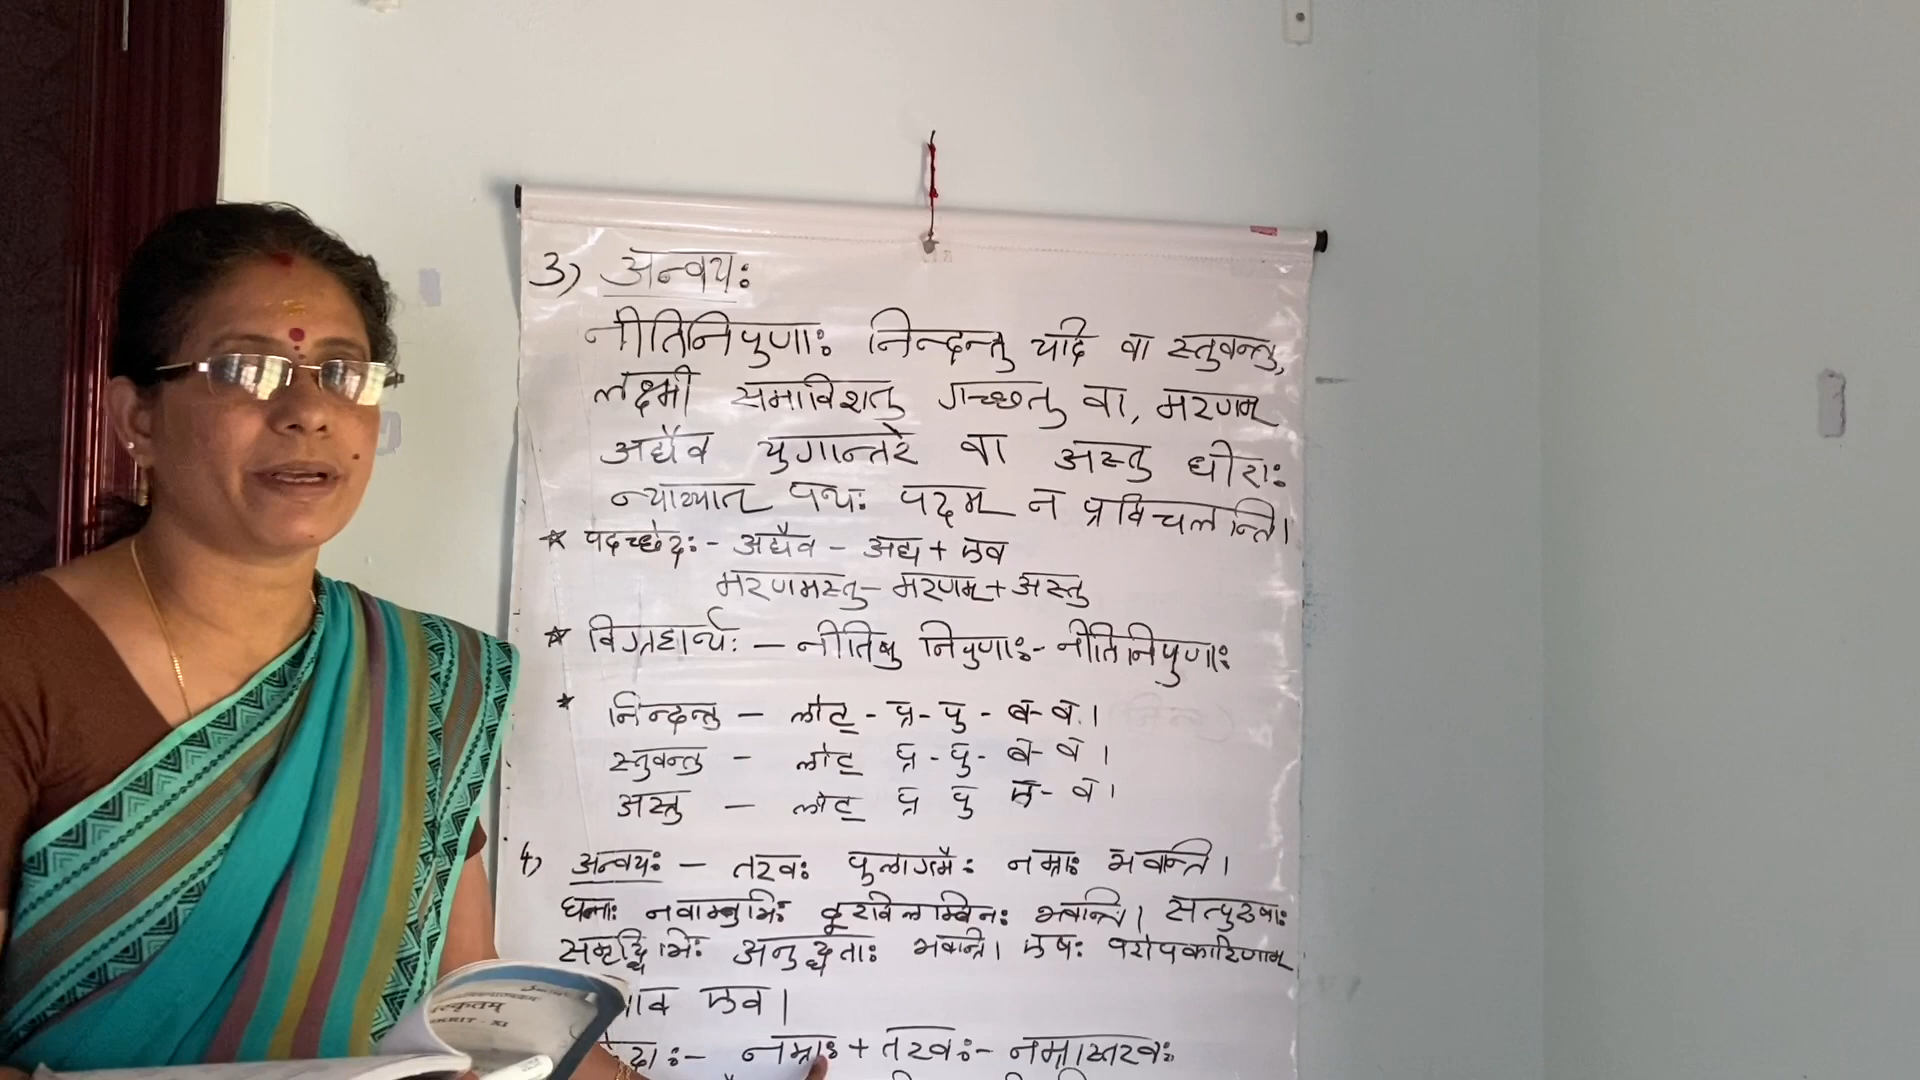 3) अन्वयः
नीतिनिपुणाः निन्दन्तु यदि वा स्तुवन्तु,
लक्ष्मी समाविशतु गच्छतु वा, मरणम्
अद्यैव युगान्तरे वा अस्तु धीराः
न्याय्यात् पथः पदम् न प्रविचलन्ति।
* पदच्छेदः - अद्यैव - अद्य + एव
मरणमस्तु - मरणम् + अस्तु
* विग्रहार्थः - नीतिषु निपुणाः - नीतिनिपुणाः
* निन्दन्तु - लोट् - प्र - पु - ब - व।
स्तुवन्तु - लोट् प्र - पु - ब - व।
अस्तु - लोट् प्र पु ए - व।
4) अन्वयः - तरवः फुलागमैः नम्राः भवन्ति।
घनाः नवाम्बुभिः दूरविलम्बिनः भवन्ति। सत्पुरुषाः
समृद्धिभिः अनुद्धताः भवन्ति। एषः परोपकारिणाम्
एव।
नम्राः + तरवः - नम्रास्तरवः
स्कृतम्